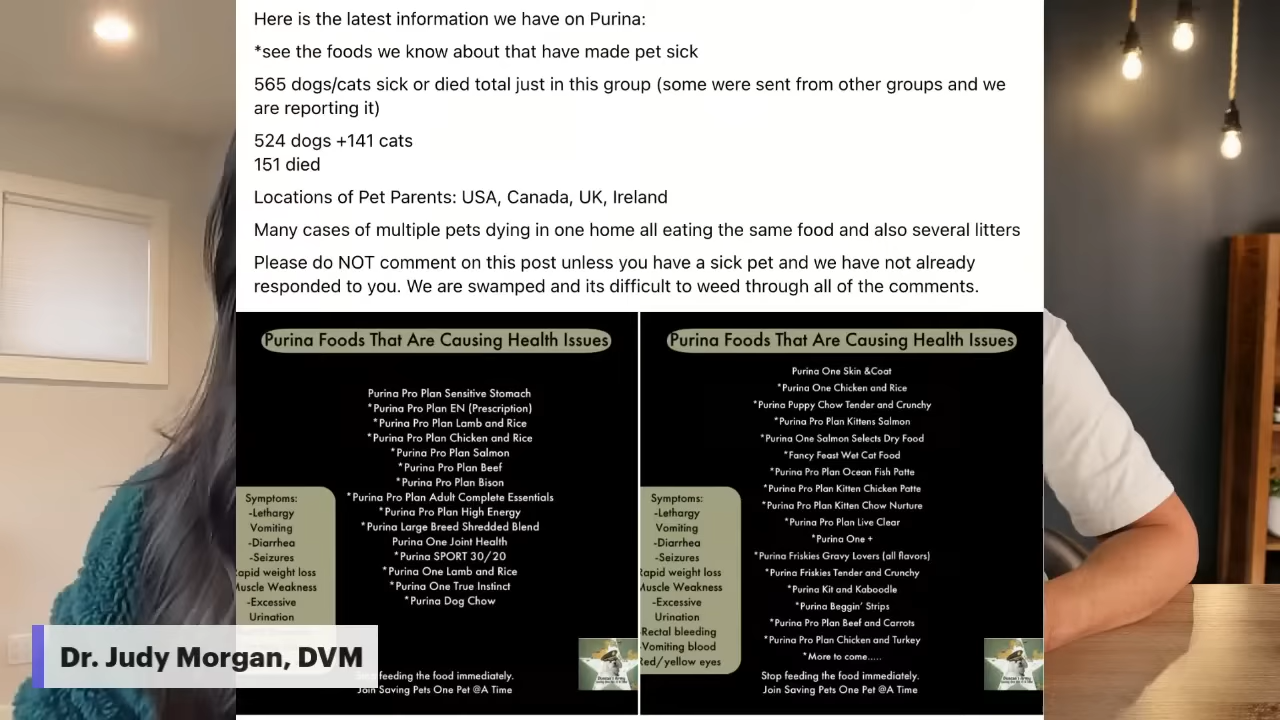 Here is the latest information we have on Purina:
*see the foods we know about that have made pet sick
565 dogs/cats sick or died total just in this group (some were sent from other groups and we
are reporting it)
524 dogs +141 cats
151 died
Locations of Pet Parents: USA, Canada, UK, Ireland
Many cases of multiple pets dying in one home all eating the same food and also several litters
Please do NOT comment on this post unless you have a sick pet and we have not already
responded to you. We are swamped and its difficult to weed through all of the comments.
Purina Foods That Are Causing Health Issues
Purina Pro Plan Sensitive Stomach
*Purina Pro Plan EN (Prescription)
*Purina Pro Plan Lamb and Rice
*Purina Pro Plan Chicken and Rice
*Purina Pro Plan Salmon
*Purina Pro Plan Beef
*Purina Pro Plan Bison
*Purina Pro Plan Adult Complete Essentials
*Purina Pro Plan High Energy
*Purina Large Breed Shredded Blend
Purina One Joint Health
*Purina SPORT 30/20
*Purina One Lamb and Rice
*Purina One True Instinct
*Purina Dog Chow
Symptoms:
-Lethargy
Vomiting
-Diarrhea
-Seizures
apid weight loss
uscle Weakness
-Excessive
Urination
feeding the food immediately.
Join Saving Pets One Pet @A Time
Purina Foods That Are Causing Health Issues
Purina One Skin &Coat
*Purina One Chicken and Rice
*Purina Puppy Chow Tender and Crunchy
*Purina Pro Plan Kittens Salmon
*Purina One Salmon Selects Dry Food
*Fancy Feast Wet Cat Food
*Purina Pro Plan Ocean Fish Patte
*Purina Pro Plan Kitten Chicken Patte
*Purina Pro Plan Kitten Chow Nurture
*Purina Pro Plan Live Clear
*Purina One +
*Purina Friskies Gravy Lovers (all flavors)
*Purina Friskies Tender and Crunchy
*Purina Kit and Kaboodle
*Purina Beggin' Strips
*Purina Pro Plan Beef and Carrots
*Purina Pro Plan Chicken and Turkey
*More to come.....
Symptoms:
-Lethargy
Vomiting
-Diarrhea
-Seizures
Rapid weight loss
Muscle Weakness
-Excessive
Urination
Rectal bleeding
-Vomiting blood
Red/yellow eyes
Stop feeding the food immediately.
Join Saving Pets One Pet @A Time
Dr. Judy Morgan, DVM